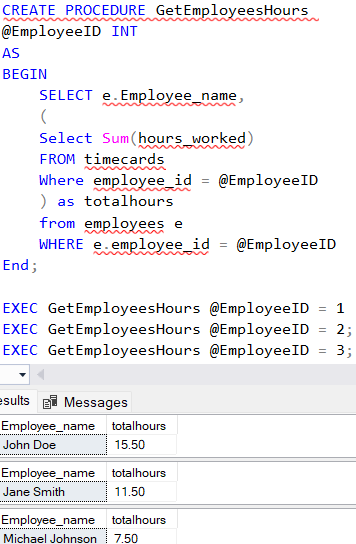 CREATE PROCEDURE GetEmployeesHours
@EmployeeID INT
AS
BEGIN
SELECT e.Employee_name,
(
Select Sum(hours_worked)
FROM timecards
Where employee_id = @EmployeeID
) as totalhours
from employees e
WHERE e.employee_id = @EmployeeID
End;
EXEC GetEmployeesHours @EmployeeID = 1
EXEC GetEmployeesHours @EmployeeID = 2;
EXEC GetEmployeesHours @EmployeeID = 3;
esults Messages
Employee_name totalhours
John Doe 15.50
Employee_name totalhours
Jane Smith 11.50
Employee_name totalhours
Michael Johnson 7.50